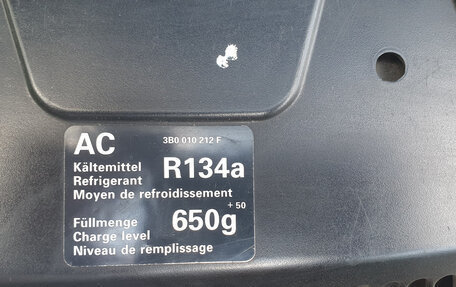 AC 3B0 010 212 F
Kältemittel R134a
Refrigerant
Moyen de refroidissement
Füllmenge 650g +50
Charge level
Niveau de remplissage